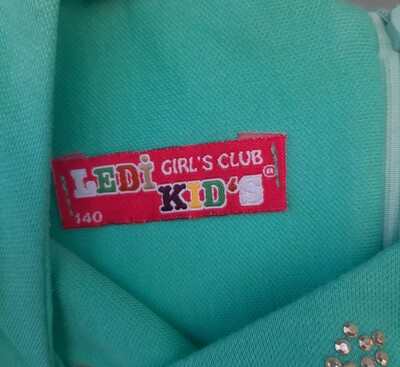 LEDi GIRL'S CLUB
KID'S ®
140